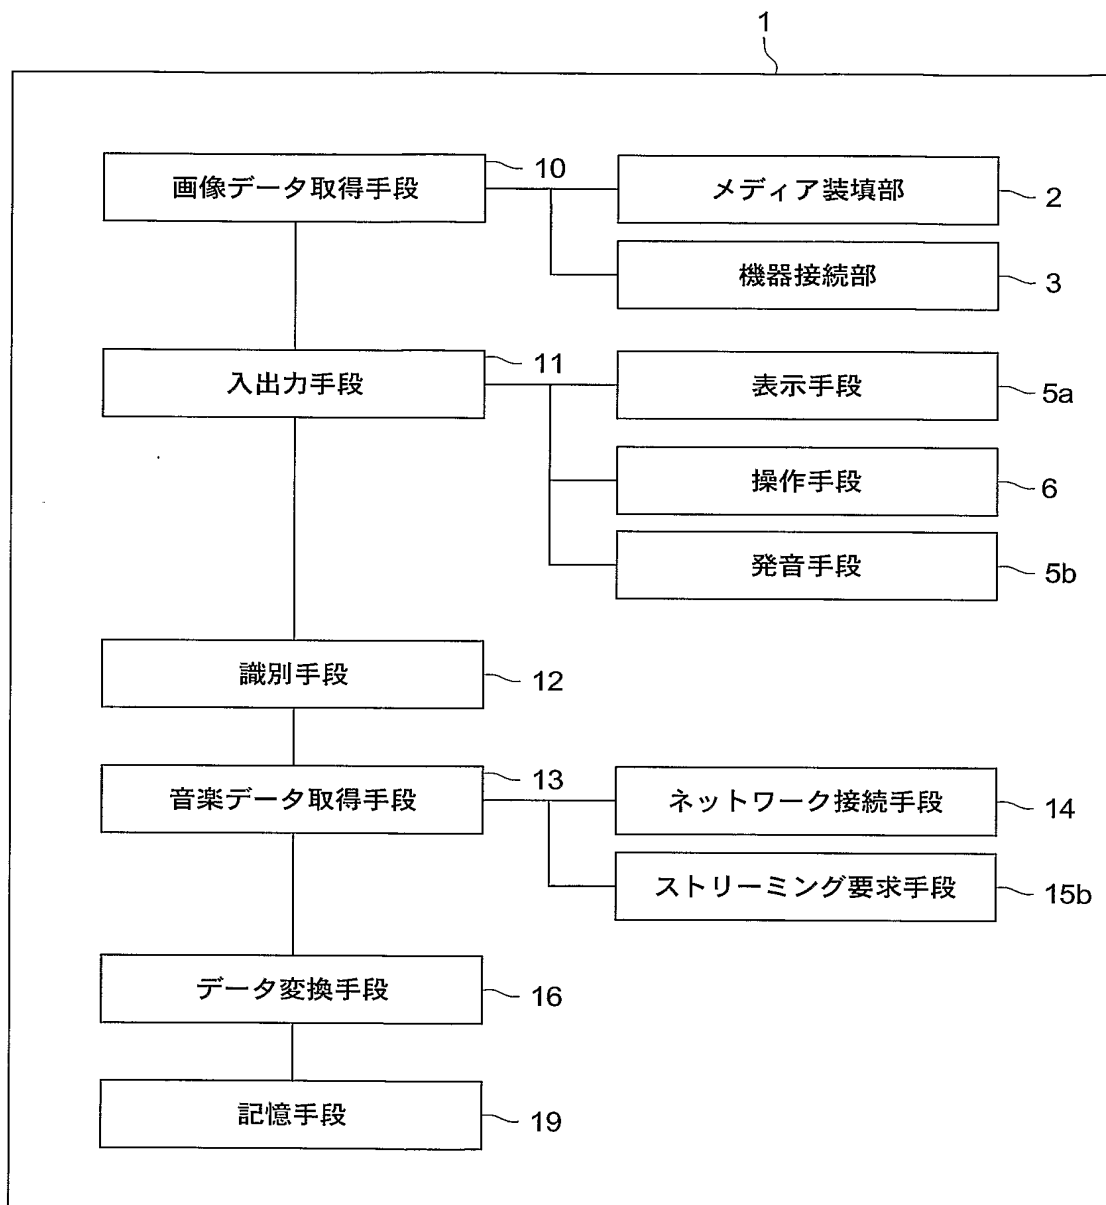 1
画像データ取得手段
10
メディア装填部
2
機器接続部
3
入出力手段
11
表示手段
5a
操作手段
6
発音手段
5b
識別手段
12
音楽データ取得手段
13
ネットワーク接続手段
14
ストリーミング要求手段
15b
データ変換手段
16
記憶手段
19